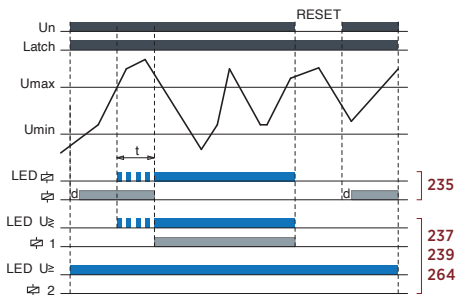 RESET
Un
Latch
Umax
Umin
t
LED
d
d
235
LED U≷
1
237
239
264
LED U≥
2